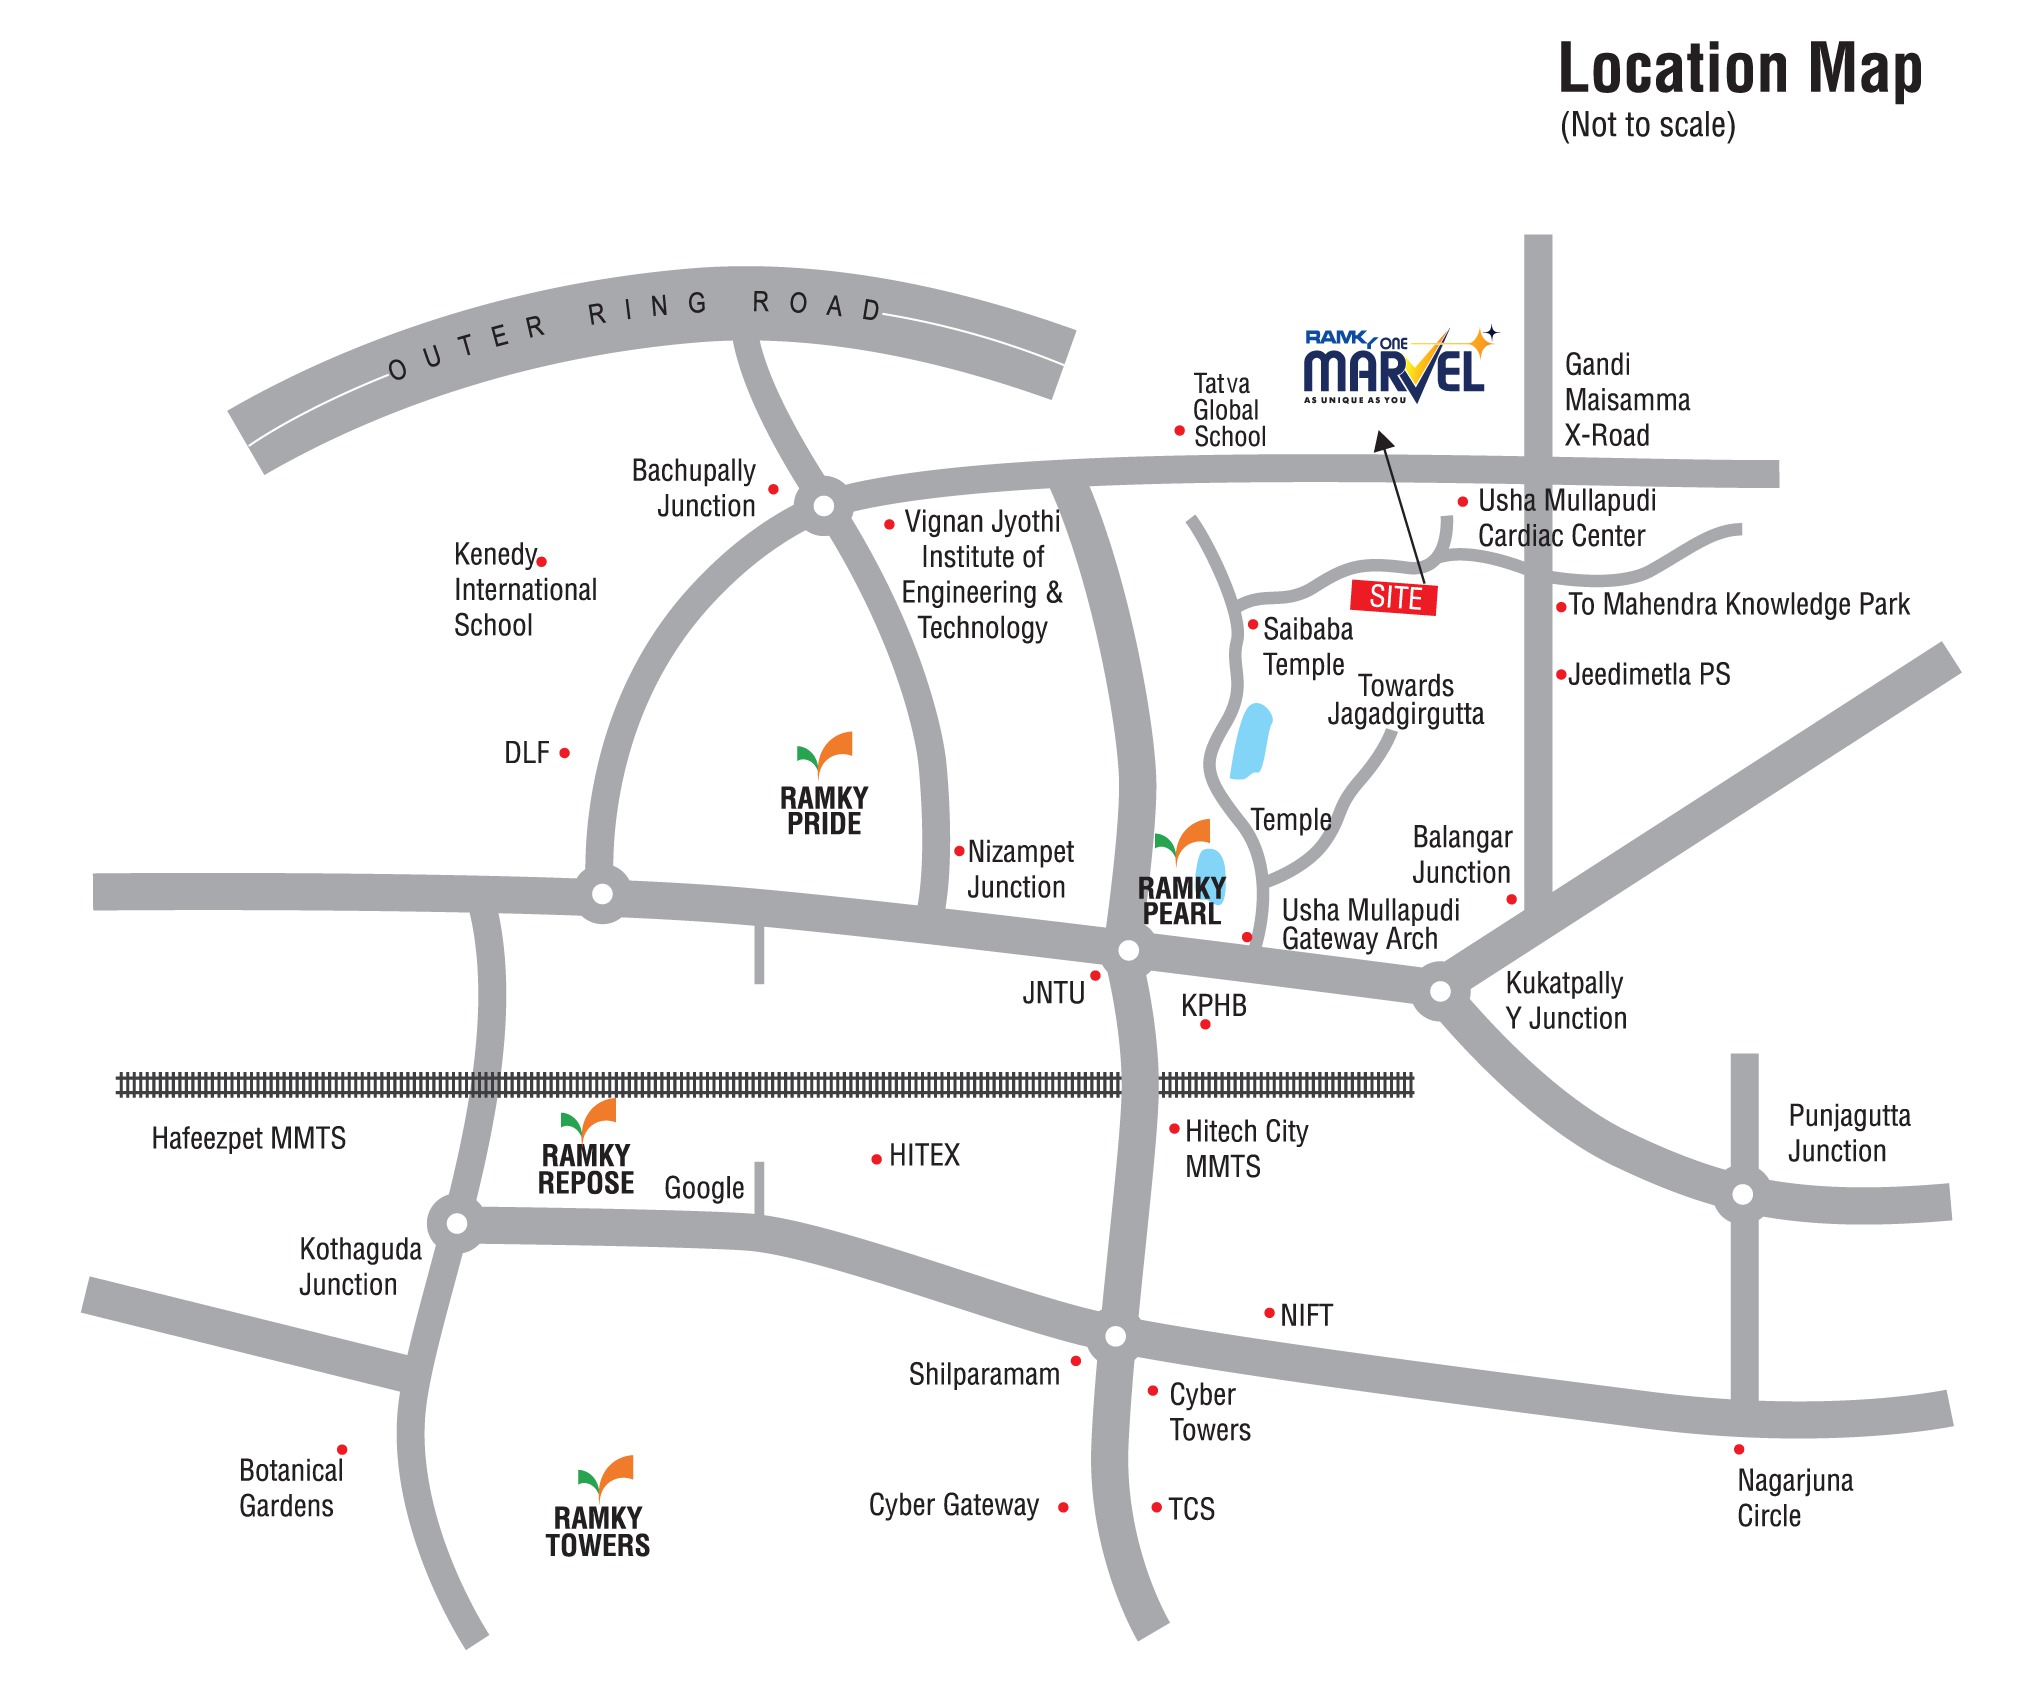 Location Map
(Not to scale)
OUTER RING ROAD
RAMKY ONE
MARVEL
AS UNIQUE AS YOU
Gandi
Maisamma
X-Road
Tatva
Global
School
Bachupally
Junction
Usha Mullapudi
Cardiac Center
Vignan Jyothi
Institute of
Engineering &
Technology
Kenedy
International
School
SITE
To Mahendra Knowledge Park
Saibaba
Temple
Jeedimetla PS
Towards
Jagadgirgutta
DLF
RAMKY
PRIDE
Temple
Nizampet
Junction
Balangar
Junction
RAMKY
PEARL
Usha Mullapudi
Gateway Arch
JNTU
KPHB
Kukatpally
Y Junction
Hafeezpet MMTS
RAMKY
REPOSE
Google
HITEX
Hitech City
MMTS
Punjagutta
Junction
Kothaguda
Junction
NIFT
Shilparamam
Cyber
Towers
Botanical
Gardens
RAMKY
TOWERS
Cyber Gateway
TCS
Nagarjuna
Circle